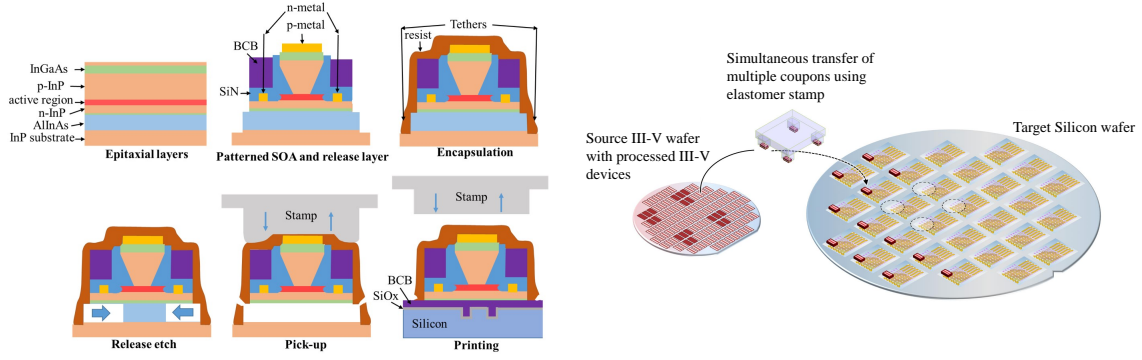 InGaAs
p-InP
active region
n-InP
AlInAs
InP substrate
Epitaxial layers
n-metal
p-metal
BCB
SiN
Patterned SOA and release layer
Tethers
resist
Encapsulation
Release etch
Stamp
Pick-up
Stamp
BCB
SiOx
Silicon
Printing
Simultaneous transfer of
multiple coupons using
elastomer stamp
Source III-V wafer
with processed III-V
devices
Target Silicon wafer